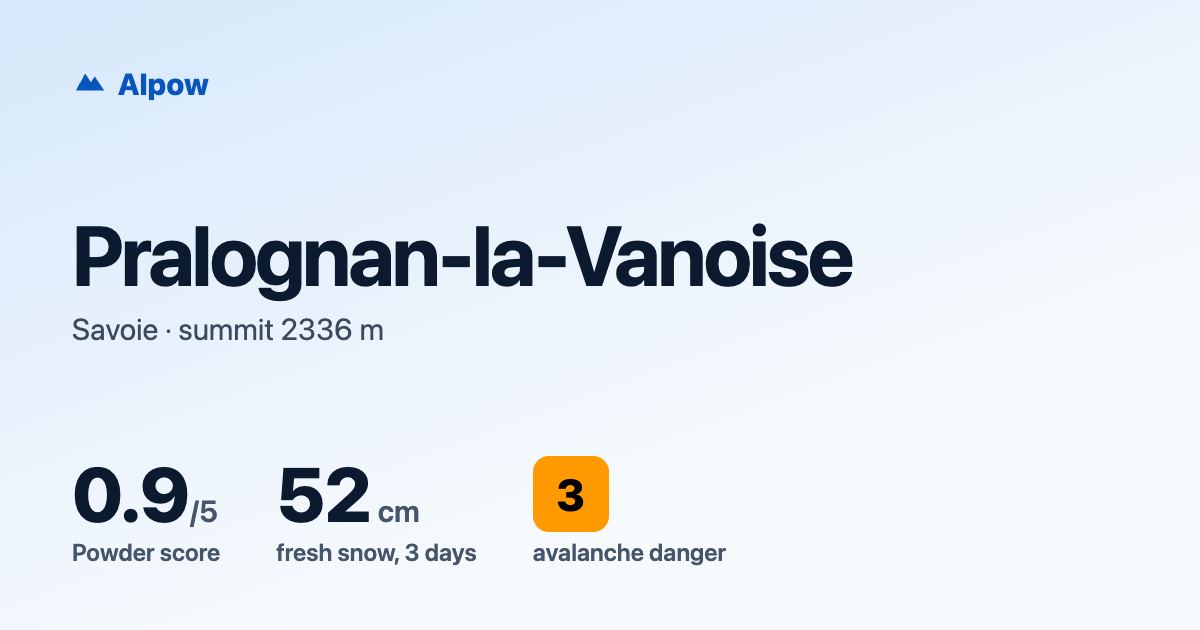 Alpow
Pralognan-la-Vanoise
Savoie · summit 2336 m
0.9/5 52 cm 3
Powder score fresh snow, 3 days avalanche danger